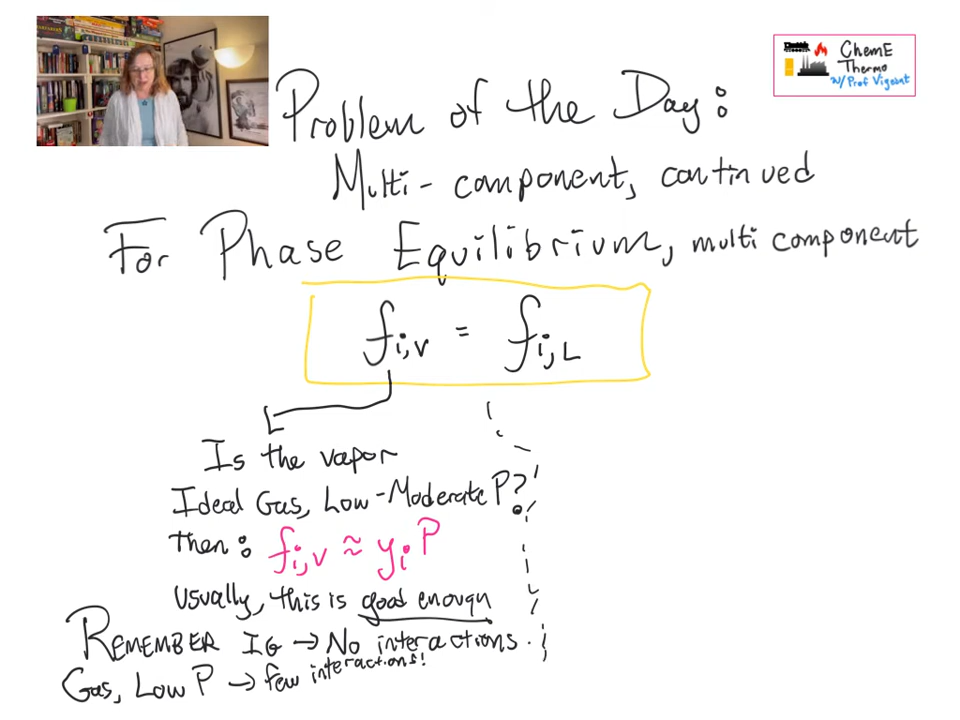 ChemE
Thermo
w/ Prof Vigeant
Problem of the Day:
Multi-component, continued
For Phase Equilibrium, multi component
fi,v = fi,L
Is the vapor
Ideal Gas, Low-Moderate P?
then: fi,v ≈ yi P
Usually, this is good enough
REMEMBER IG → No interactions.
Gas, Low P → few interactions!